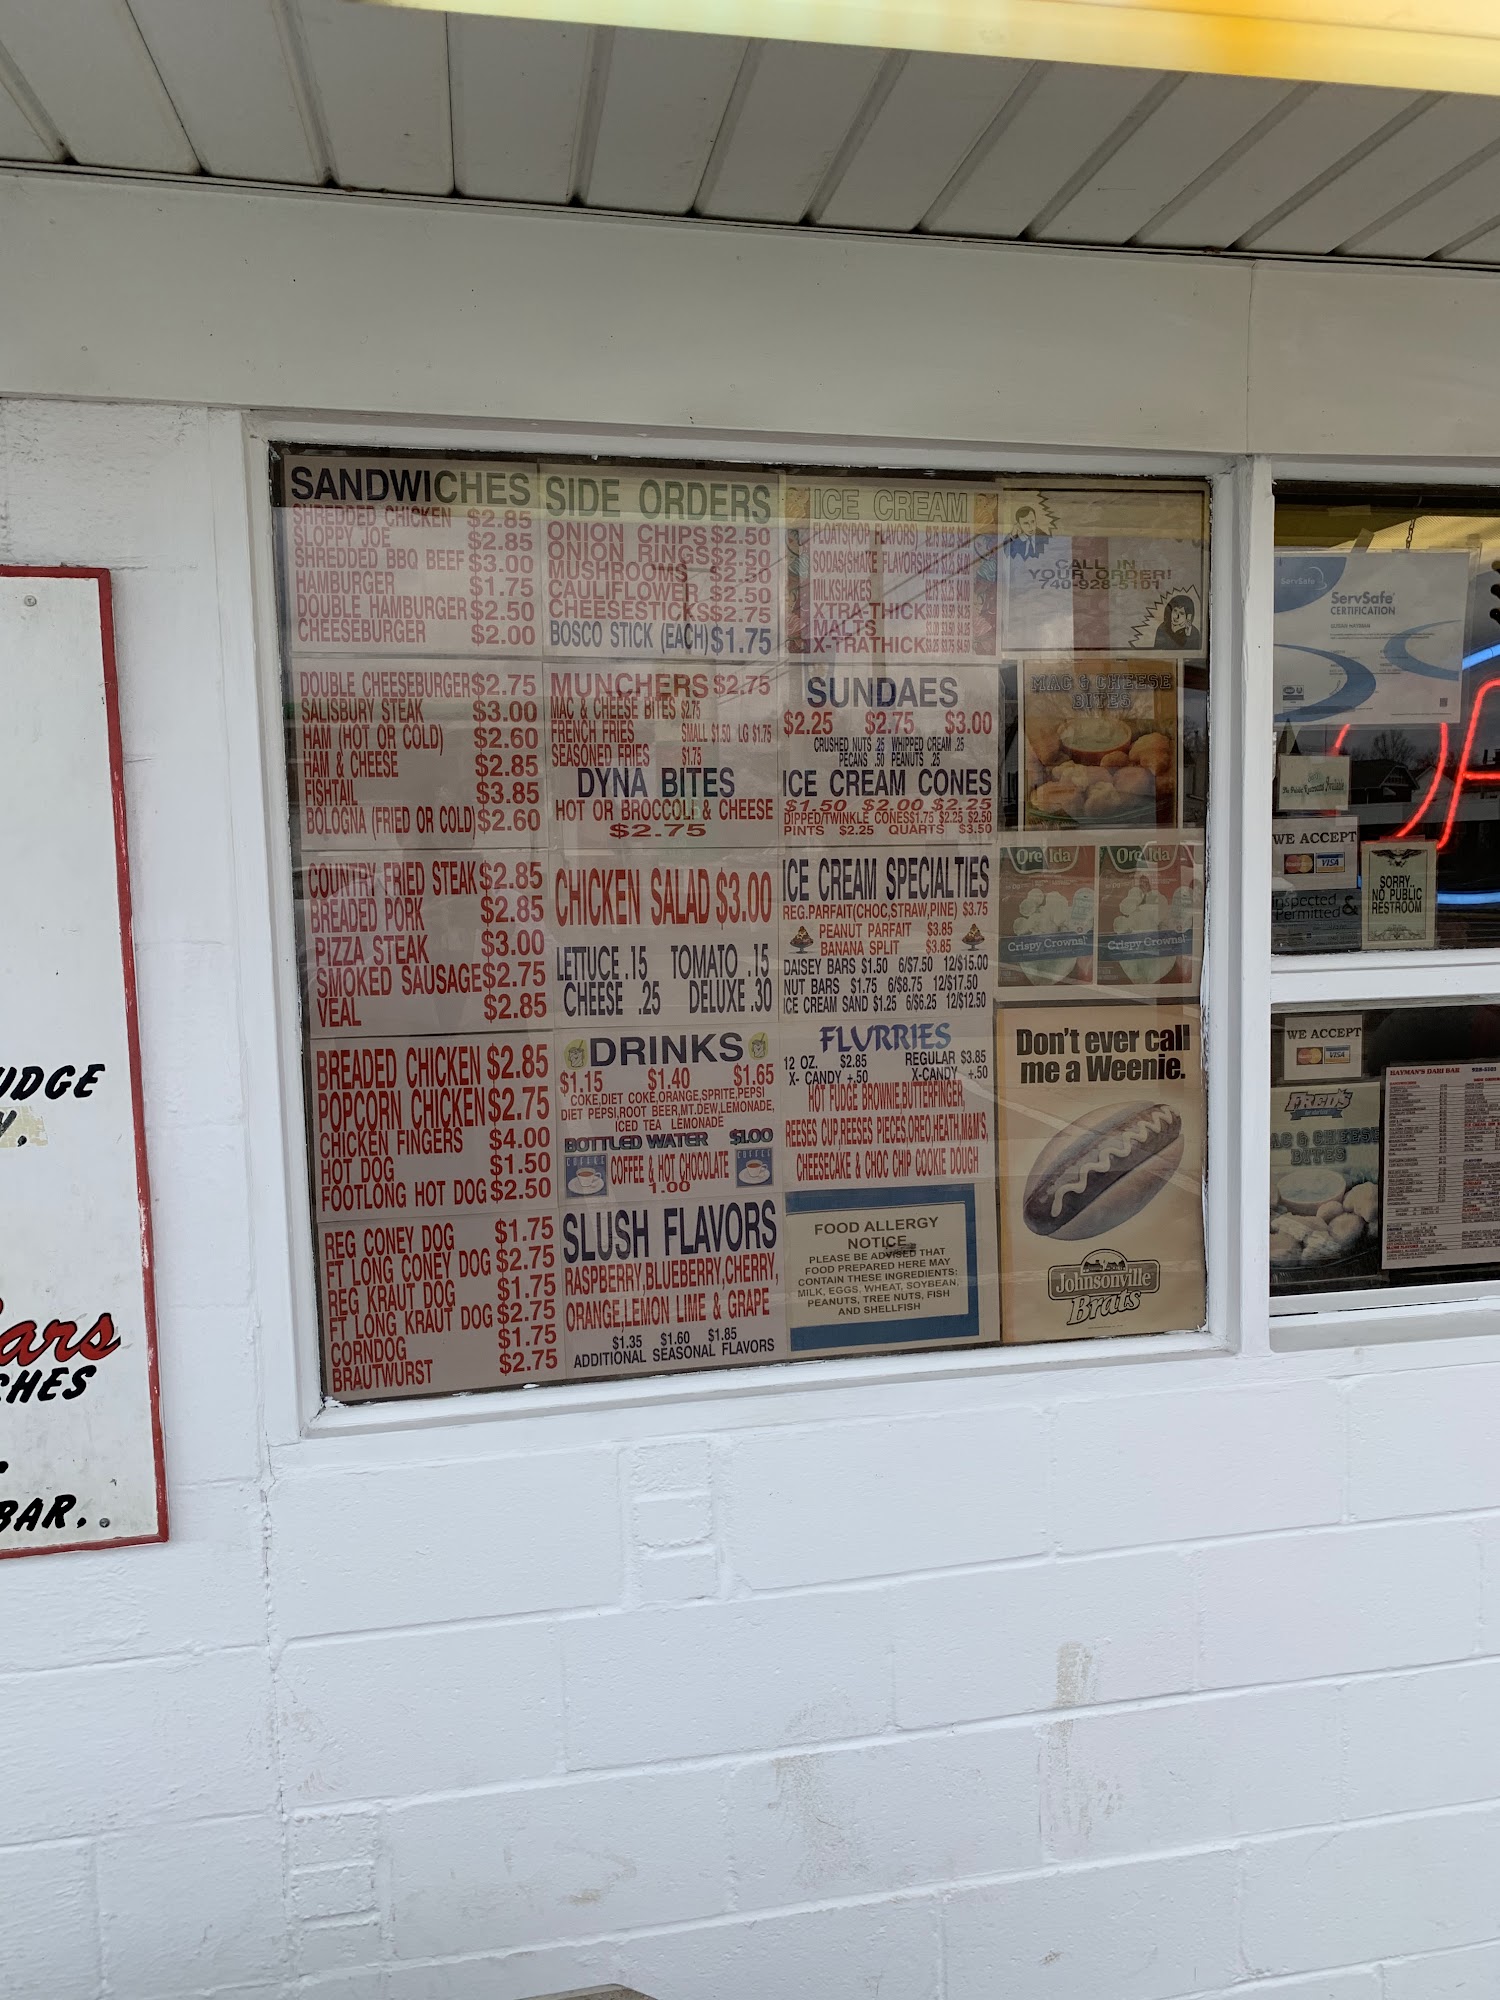 SANDWICHES
SHREDDED CHICKEN $2.85
SLOPPY JOE $2.85
SHREDDED BBQ BEEF $3.00
HAMBURGER $1.75
DOUBLE HAMBURGER $2.50
CHEESEBURGER $2.00
DOUBLE CHEESEBURGER $2.75
SALISBURY STEAK $3.00
HAM (HOT OR COLD) $2.60
HAM & CHEESE $2.85
FISHTAIL $3.85
BOLOGNA (FRIED OR COLD) $2.60
COUNTRY FRIED STEAK $2.85
BREADED PORK $2.85
PIZZA STEAK $3.00
SMOKED SAUSAGE $2.75
VEAL $2.85
BREADED CHICKEN $2.85
POPCORN CHICKEN $2.75
CHICKEN FINGERS $4.00
HOT DOG $1.50
FOOTLONG HOT DOG $2.50
REG CONEY DOG $1.75
FT LONG CONEY DOG $2.75
REG KRAUT DOG $1.75
FT LONG KRAUT DOG $2.75
CORNDOG $1.75
BRAUTWURST $2.75
SIDE ORDERS
ONION CHIPS $2.50
ONION RINGS $2.50
MUSHROOMS $2.50
CAULIFLOWER $2.50
CHEESESTICKS $2.75
BOSCO STICK (EACH) $1.75
MUNCHERS $2.75
MAC & CHEESE BITES $2.75
FRENCH FRIES SMALL $1.50 LG $1.75
SEASONED FRIES $1.75
DYNA BITES
HOT OR BROCCOLI & CHEESE
$2.75
CHICKEN SALAD $3.00
LETTUCE .15 TOMATO .15
CHEESE .25 DELUXE .30
DRINKS
$1.15 $1.40 $1.65
COKE,DIET COKE,ORANGE,SPRITE,PEPSI
DIET PEPSI,ROOT BEER,MT.DEW,LEMONADE,
ICED TEA LEMONADE
BOTTLED WATER $1.00
COFFEE & HOT CHOCOLATE
1.00
SLUSH FLAVORS
RASPBERRY,BLUEBERRY,CHERRY,
ORANGE,LEMON LIME & GRAPE
$1.35 $1.60 $1.85
ADDITIONAL SEASONAL FLAVORS
ICE CREAM
FLOATS(POP FLAVORS)
SODAS(SHAKE FLAVORS)
MILKSHAKES
XTRA-THICK
MALTS
X-TRATHICK
SUNDAES
$2.25 $2.75 $3.00
CRUSHED NUTS .25 WHIPPED CREAM .25
PECANS .50 PEANUTS .25
ICE CREAM CONES
$1.50 $2.00 $2.25
DIPPED/TWINKLE CONES $1.75 $2.25 $2.50
PINTS $2.25 QUARTS $3.50
ICE CREAM SPECIALTIES
REG.PARFAIT(CHOC,STRAW,PINE) $3.75
PEANUT PARFAIT $3.85
BANANA SPLIT $3.85
DAISEY BARS $1.50 6/$7.50 12/$15.00
NUT BARS $1.75 6/$8.75 12/$17.50
ICE CREAM SAND $1.25 6/$6.25 12/$12.50
FLURRIES
12 OZ. $2.85 REGULAR $3.85
X- CANDY +.50 X-CANDY +.50
HOT FUDGE BROWNIE,BUTTERFINGER,
REESES CUP,REESES PIECES,OREO,HEATH,M&M'S,
CHEESECAKE & CHOC CHIP COOKIE DOUGH
FOOD ALLERGY
NOTICE
PLEASE BE ADVISED THAT
FOOD PREPARED HERE MAY
CONTAIN THESE INGREDIENTS:
MILK, EGGS, WHEAT, SOYBEAN,
PEANUTS, TREE NUTS, FISH
AND SHELLFISH
CALL IN
YOUR ORDER!
740-928-5101
MAC & CHEESE
BITES
Ore Ida
Crispy Crowns!
Ore Ida
Crispy Crowns!
Don't ever call
me a Weenie.
Johnsonville
Brats
ServSafe
ServSafe
CERTIFICATION
WE ACCEPT
MasterCard VISA
Inspected &
Permitted
SORRY..
NO PUBLIC
RESTROOM
WE ACCEPT
VISA
FRED'S
MAC & CHEESE
BITES
HAYMAN'S DARI BAR 928-5101
UDGE
Y.
ars
CHES
BAR.